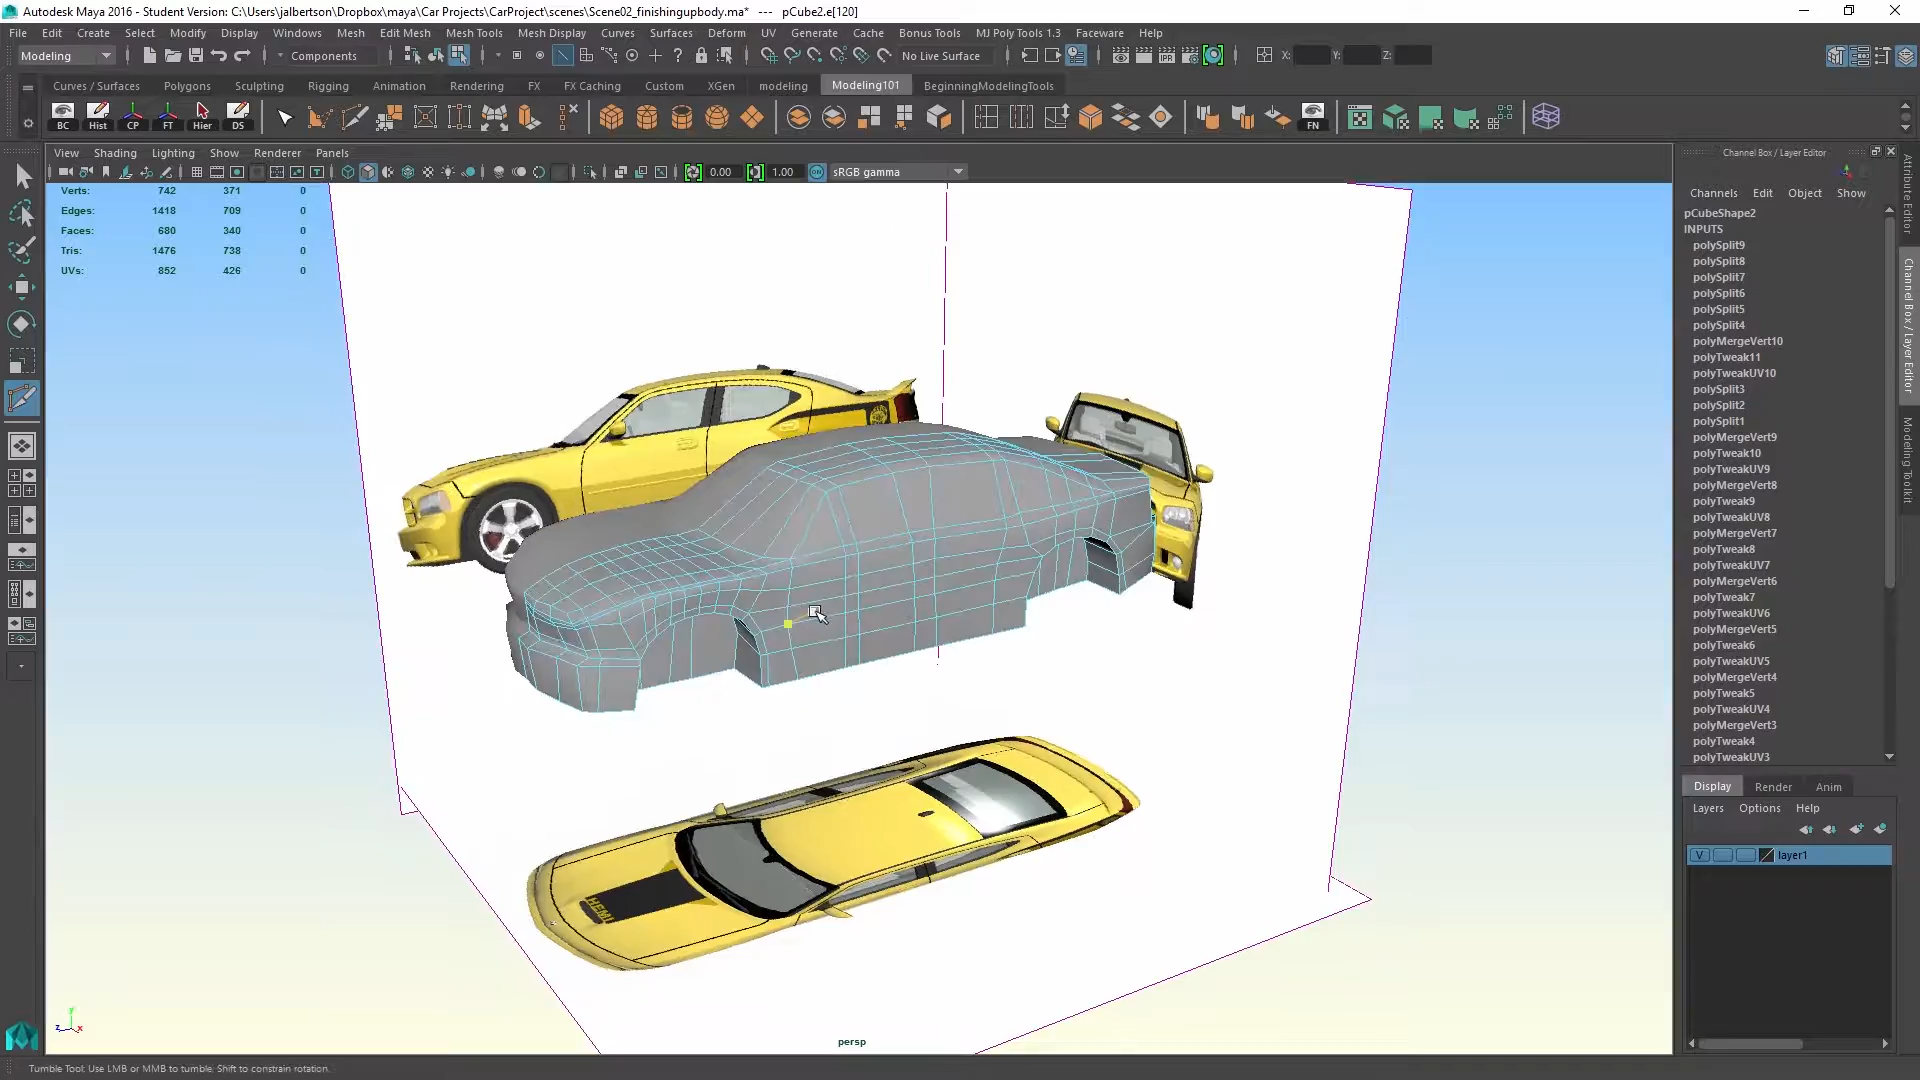 Autodesk Maya 2016 - Student Version: C:\Users\jalbertson\Dropbox\maya\Car Projects\CarProject\scenes\Scene02_finishingupbody.ma*   ---   pCube2.e[120]
File Edit Create Select Modify Display Windows Mesh Edit Mesh Mesh Tools Mesh Display Curves Surfaces Deform UV Generate Cache Bonus Tools MJ Poly Tools 1.3 Faceware Help
Modeling Components No Live Surface IPR X: Y: Z:
Curves / Surfaces Polygons Sculpting Rigging Animation Rendering FX FX Caching Custom XGen modeling Modeling101 BeginningModelingTools
BC Hist CP FT Hier DS FN
View Shading Lighting Show Renderer Panels
0.00 1.00 ON sRGB gamma
Verts: 742 371 0
Edges: 1418 709 0
Faces: 680 340 0
Tris: 1476 738 0
UVs: 852 426 0
HEMI
persp
y
z x
Channel Box / Layer Editor
Channels Edit Object Show
pCubeShape2
INPUTS
polySplit9
polySplit8
polySplit7
polySplit6
polySplit5
polySplit4
polyMergeVert10
polyTweak11
polyTweakUV10
polySplit3
polySplit2
polySplit1
polyMergeVert9
polyTweak10
polyTweakUV9
polyMergeVert8
polyTweak9
polyTweakUV8
polyMergeVert7
polyTweak8
polyTweakUV7
polyMergeVert6
polyTweak7
polyTweakUV6
polyMergeVert5
polyTweak6
polyTweakUV5
polyMergeVert4
polyTweak5
polyTweakUV4
polyMergeVert3
polyTweak4
polyTweakUV3
Display Render Anim
Layers Options Help
V layer1
Attribute Editor
Channel Box / Layer Editor
Modeling Toolkit
Tumble Tool: Use LMB or MMB to tumble. Shift to constrain rotation.